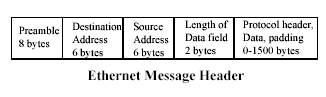 Preamble
8 bytes
Destination
Address
6 bytes
Source
Address
6 bytes
Length of
Data field
2 bytes
Protocol header,
Data, padding
0-1500 bytes
Ethernet Message Header